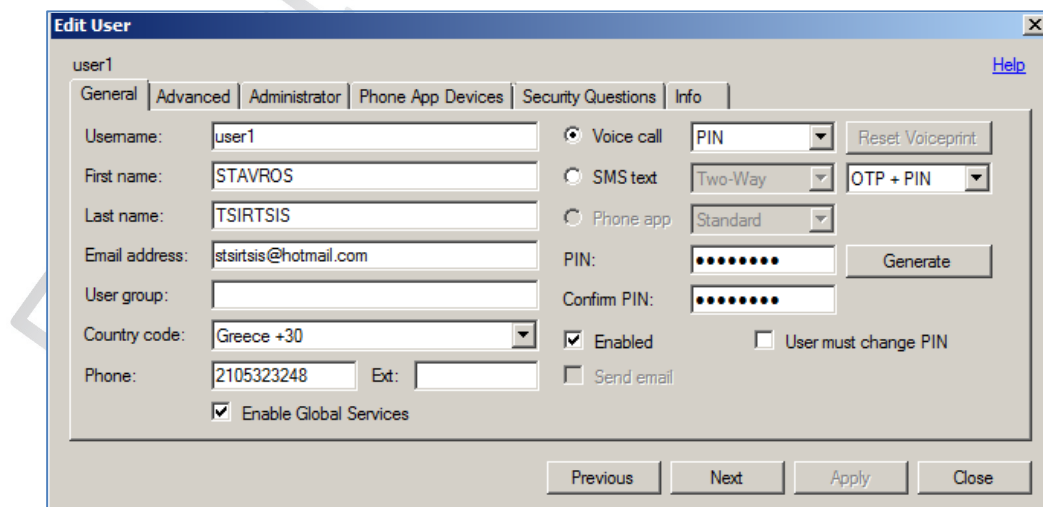 Edit User
user1 Help
General Advanced Administrator Phone App Devices Security Questions Info
Username: user1 Voice call PIN Reset Voiceprint
First name: STAVROS SMS text Two-Way OTP + PIN
Last name: TSIRTSIS Phone app Standard
Email address: stsirtsis@hotmail.com PIN: ●●●●●●●● Generate
User group: Confirm PIN: ●●●●●●●●
Country code: Greece +30 Enabled User must change PIN
Phone: 2105323248 Ext: Send email
Enable Global Services
Previous Next Apply Close